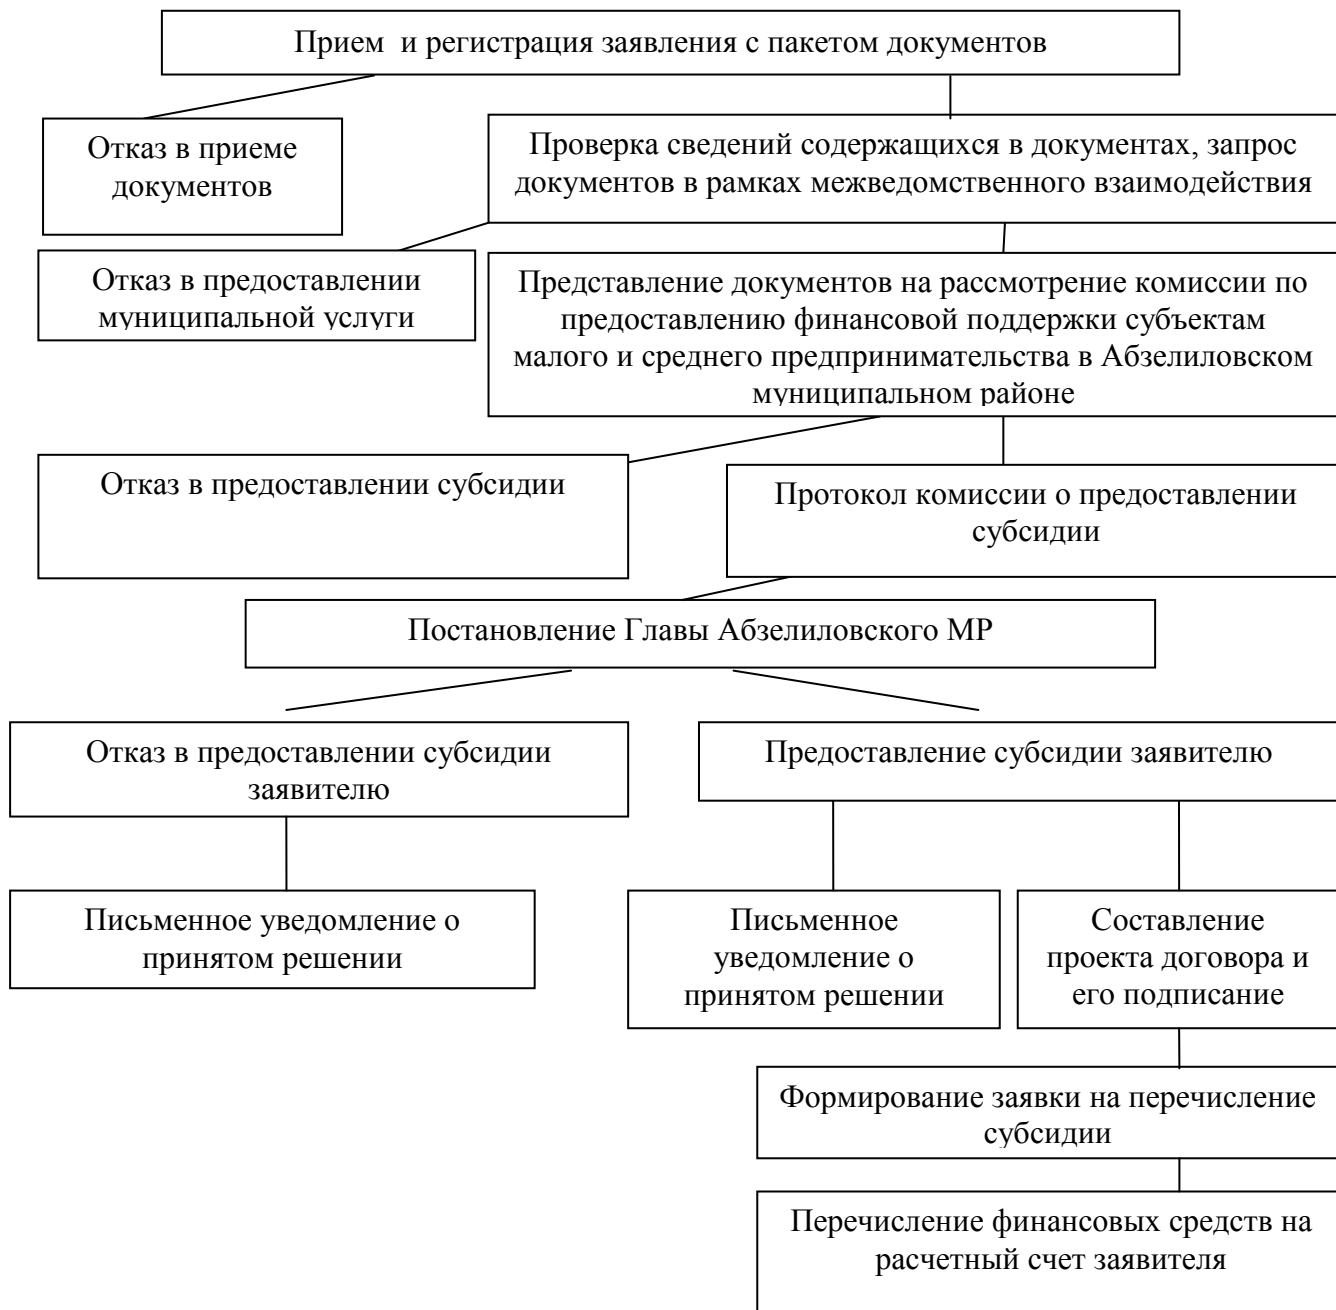 Прием и регистрация заявления с пакетом документов
Отказ в приеме
документов
Проверка сведений содержащихся в документах, запрос
документов в рамках межведомственного взаимодействия
Отказ в предоставлении
муниципальной услуги
Представление документов на рассмотрение комиссии по
предоставлению финансовой поддержки субъектам
малого и среднего предпринимательства в Абзелиловском
муниципальном районе
Отказ в предоставлении субсидии
Протокол комиссии о предоставлении
субсидии
Постановление Главы Абзелиловского МР
Отказ в предоставлении субсидии
заявителю
Предоставление субсидии заявителю
Письменное уведомление о
принятом решении
Письменное
уведомление о
принятом решении
Составление
проекта договора и
его подписание
Формирование заявки на перечисление
субсидии
Перечисление финансовых средств на
расчетный счет заявителя